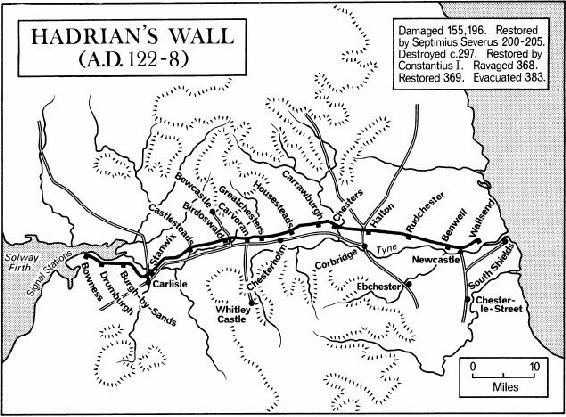 HADRIAN'S WALL
(A.D. 122-8)
Damaged 155,196. Restored
by Septimius Severus 200-205.
Destroyed c.297. Restored by
Constantius I. Ravaged 368.
Restored 369. Evacuated 383.
Solway
Firth
Signal Stations
Bowness
Drumburgh
Burgh-by-Sands
Stanwix
Carlisle
Castlesteads
Bewcastle
Birdoswald
Carvoran
Greatchesters
Housesteads
Carrawburgh
Chesters
Halton
Rudchester
Benwell
Wallsend
Whitley
Castle
Chesterholm
Corbridge
Tyne
Newcastle
South Shields
Ebchester
Chester-
le-Street
0 10
Miles